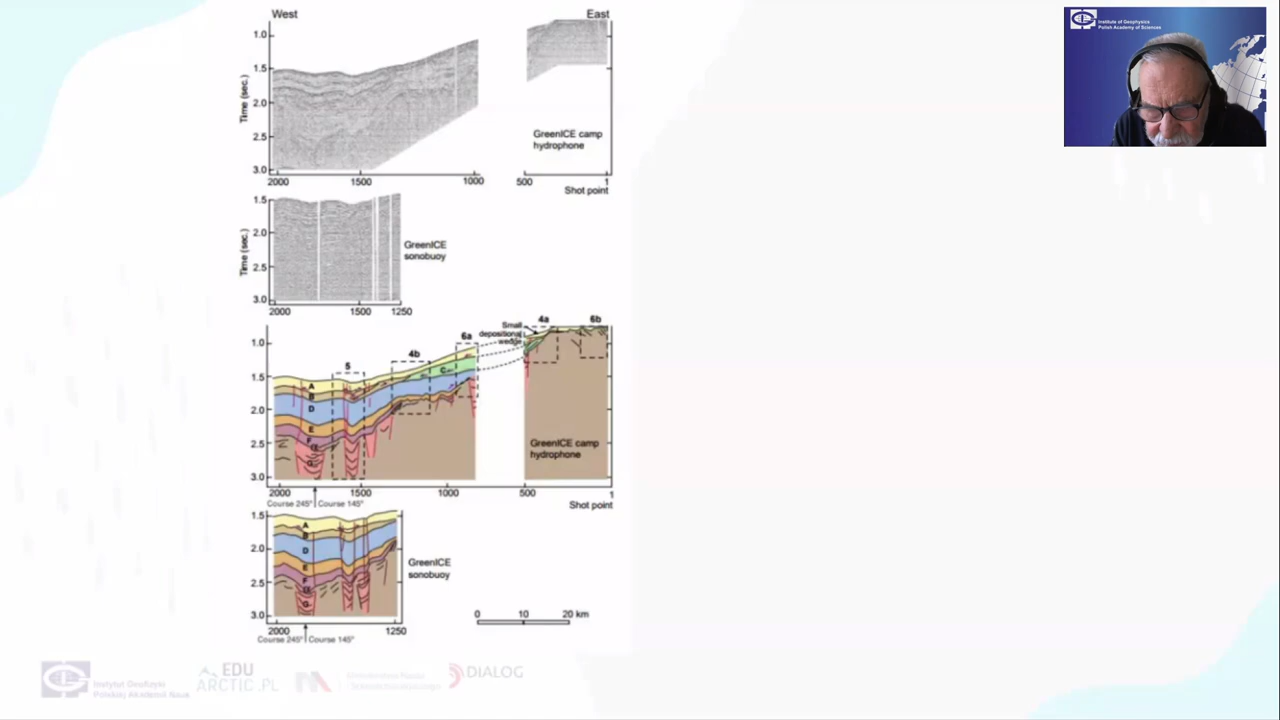 West
East
1.0
1.5
2.0
2.5
3.0
Time (sec.)
GreenICE camp
hydrophone
2000
1500
1000
500
1
Shot point
1.5
2.0
2.5
3.0
Time (sec.)
GreenICE
sonobuoy
2000
1500
1250
Small
depositional
wedge
4a
6b
6a
4b
5
1.0
1.5
2.0
2.5
3.0
A
B
C
D
E
F
G
GreenICE camp
hydrophone
2000
1500
1000
500
1
Course 245°
Course 145°
Shot point
1.5
2.0
2.5
3.0
A
B
D
E
F
G
GreenICE
sonobuoy
0
10
20 km
2000
1250
Course 245°
Course 145°
Institute of Geophysics
Polish Academy of Sciences
Instytut Geofizyki
Polskiej Akademii Nauk
EDU
ARCTIC.PL
DIALOG